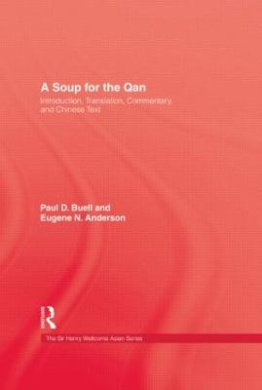 A Soup for the Qan
Introduction, Translation, Commentary,
and Chinese Text
Paul D. Buell and
Eugene N. Anderson
The Sir Henry Wellcome Asian Series